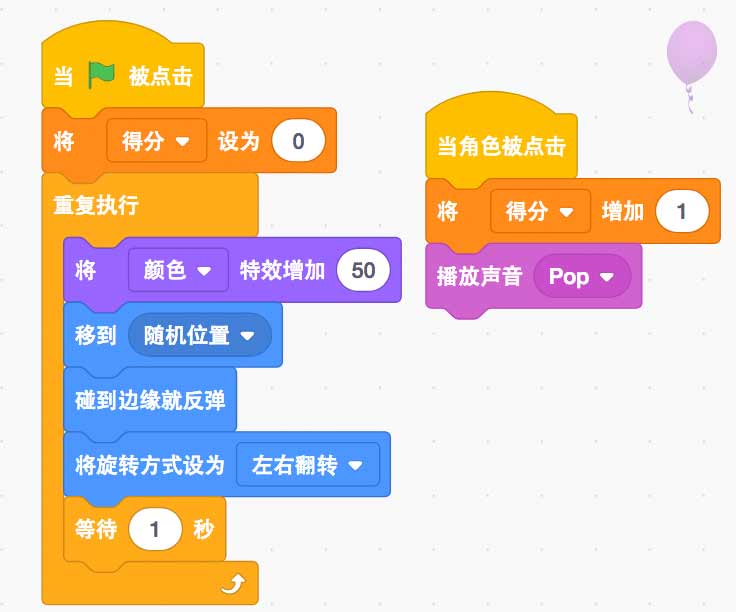 当 被点击
将 得分 设为 0
重复执行
将 颜色 特效增加 50
移到 随机位置
碰到边缘就反弹
将旋转方式设为 左右翻转
等待 1 秒
当角色被点击
将 得分 增加 1
播放声音 Pop